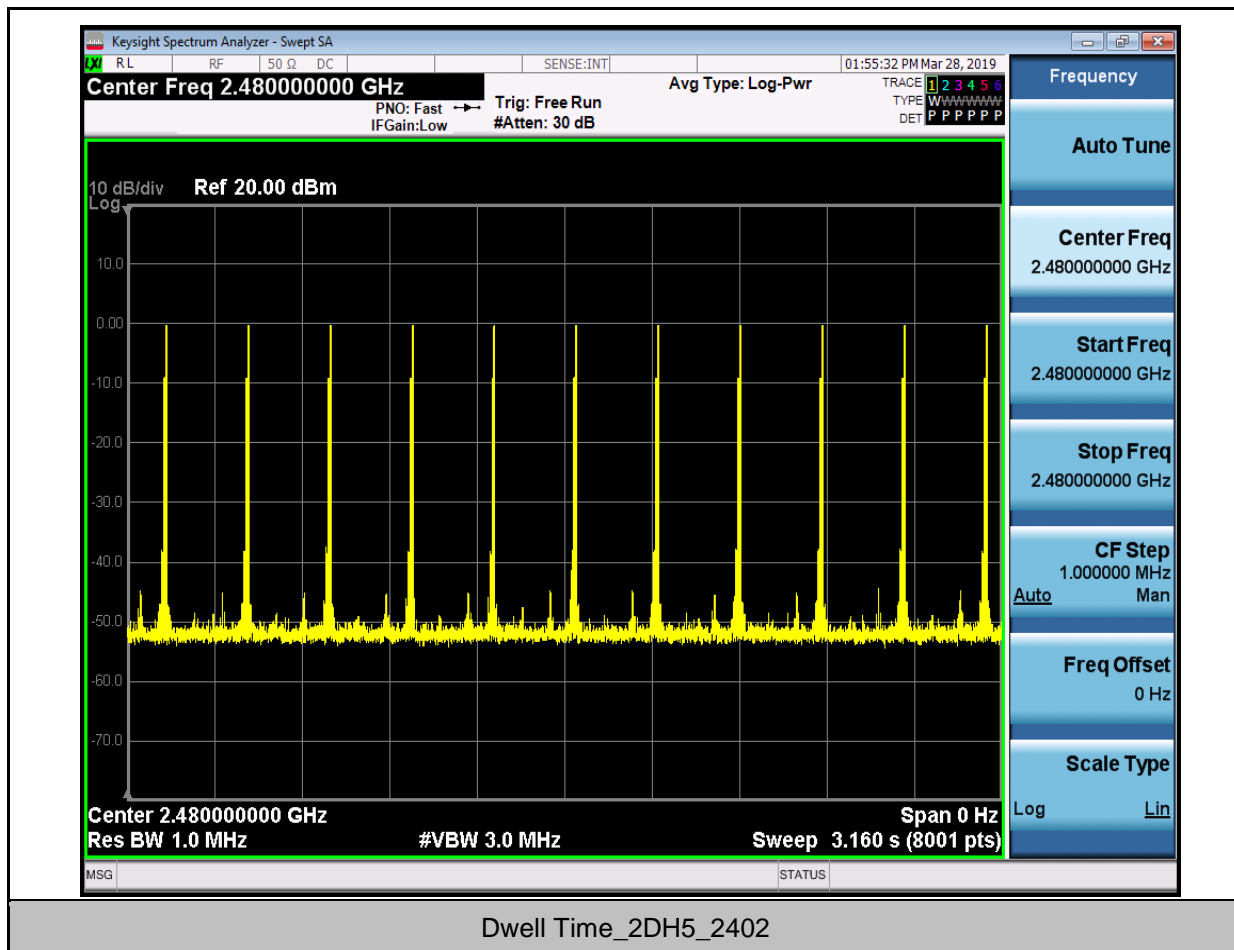 Keysight Spectrum Analyzer - Swept SA
LXI RL RF 50 Ω DC SENSE:INT 01:55:32 PM Mar 28, 2019
Center Freq 2.480000000 GHz
PNO: Fast
IFGain:Low
Trig: Free Run
#Atten: 30 dB
Avg Type: Log-Pwr
TRACE 1 2 3 4 5 6
TYPE WWWWWW
DET P P P P P P
10 dB/div Ref 20.00 dBm
Log
10.0
0.00
-10.0
-20.0
-30.0
-40.0
-50.0
-60.0
-70.0
Center 2.480000000 GHz Span 0 Hz
Res BW 1.0 MHz #VBW 3.0 MHz Sweep 3.160 s (8001 pts)
MSG STATUS
Frequency
Auto Tune
Center Freq
2.480000000 GHz
Start Freq
2.480000000 GHz
Stop Freq
2.480000000 GHz
CF Step
1.000000 MHz
Auto Man
Freq Offset
0 Hz
Scale Type
Log Lin
Dwell Time_2DH5_2402